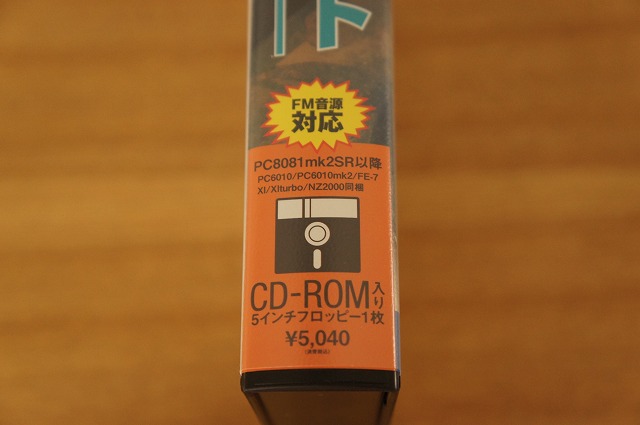 ード
FM音源
対応
PC8081mk2SR以降
PC6010/PC6010mk2/FE-7
XI/XIturbo/NZ2000同梱
CD-ROM入り
5インチフロッピー1枚
¥5,040